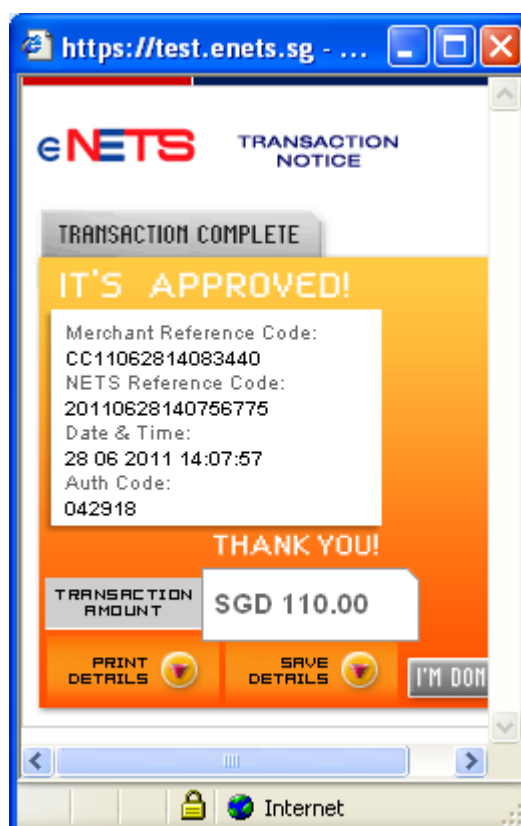 https://test.enets.sg - ...
eNETS
TRANSACTION
NOTICE
TRANSACTION COMPLETE
IT'S APPROVED!
Merchant Reference Code:
CC11062814083440
NETS Reference Code:
20110628140756775
Date & Time:
28 06 2011 14:07:57
Auth Code:
042918
THANK YOU!
TRANSACTION
AMOUNT
SGD 110.00
PRINT
DETAILS
SAVE
DETAILS
I'M DON
Internet